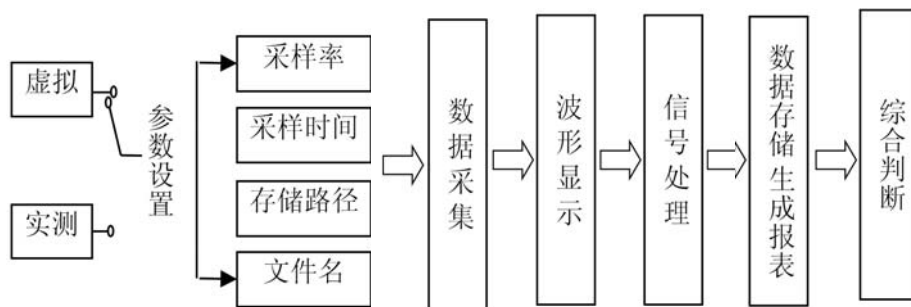 虚拟
实测
参数设置
采样率
采样时间
存储路径
文件名
数据采集
波形显示
信号处理
数据存储生成报表
综合判断